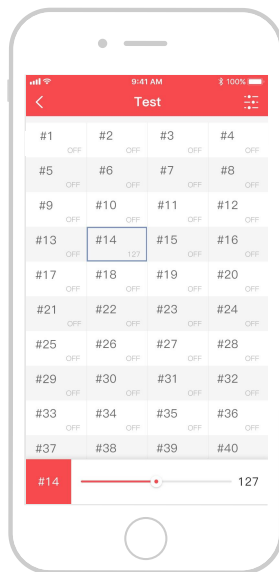 9:41 AM 100%
Test
#1 #2 #3 #4
OFF OFF OFF OFF
#5 #6 #7 #8
OFF OFF OFF OFF
#9 #10 #11 #12
OFF OFF OFF OFF
#13 #14 #15 #16
OFF 127 OFF OFF
#17 #18 #19 #20
OFF OFF OFF OFF
#21 #22 #23 #24
OFF OFF OFF OFF
#25 #26 #27 #28
OFF OFF OFF OFF
#29 #30 #31 #32
OFF OFF OFF OFF
#33 #34 #35 #36
OFF OFF OFF OFF
#37 #38 #39 #40
#14 127